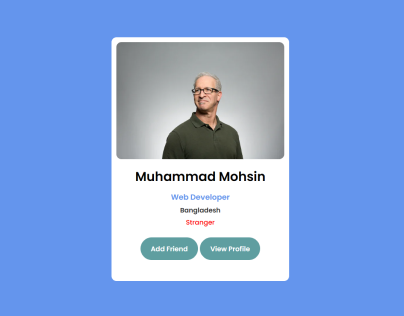 Muhammad Mohsin
Web Developer
Bangladesh
Stranger
Add Friend View Profile